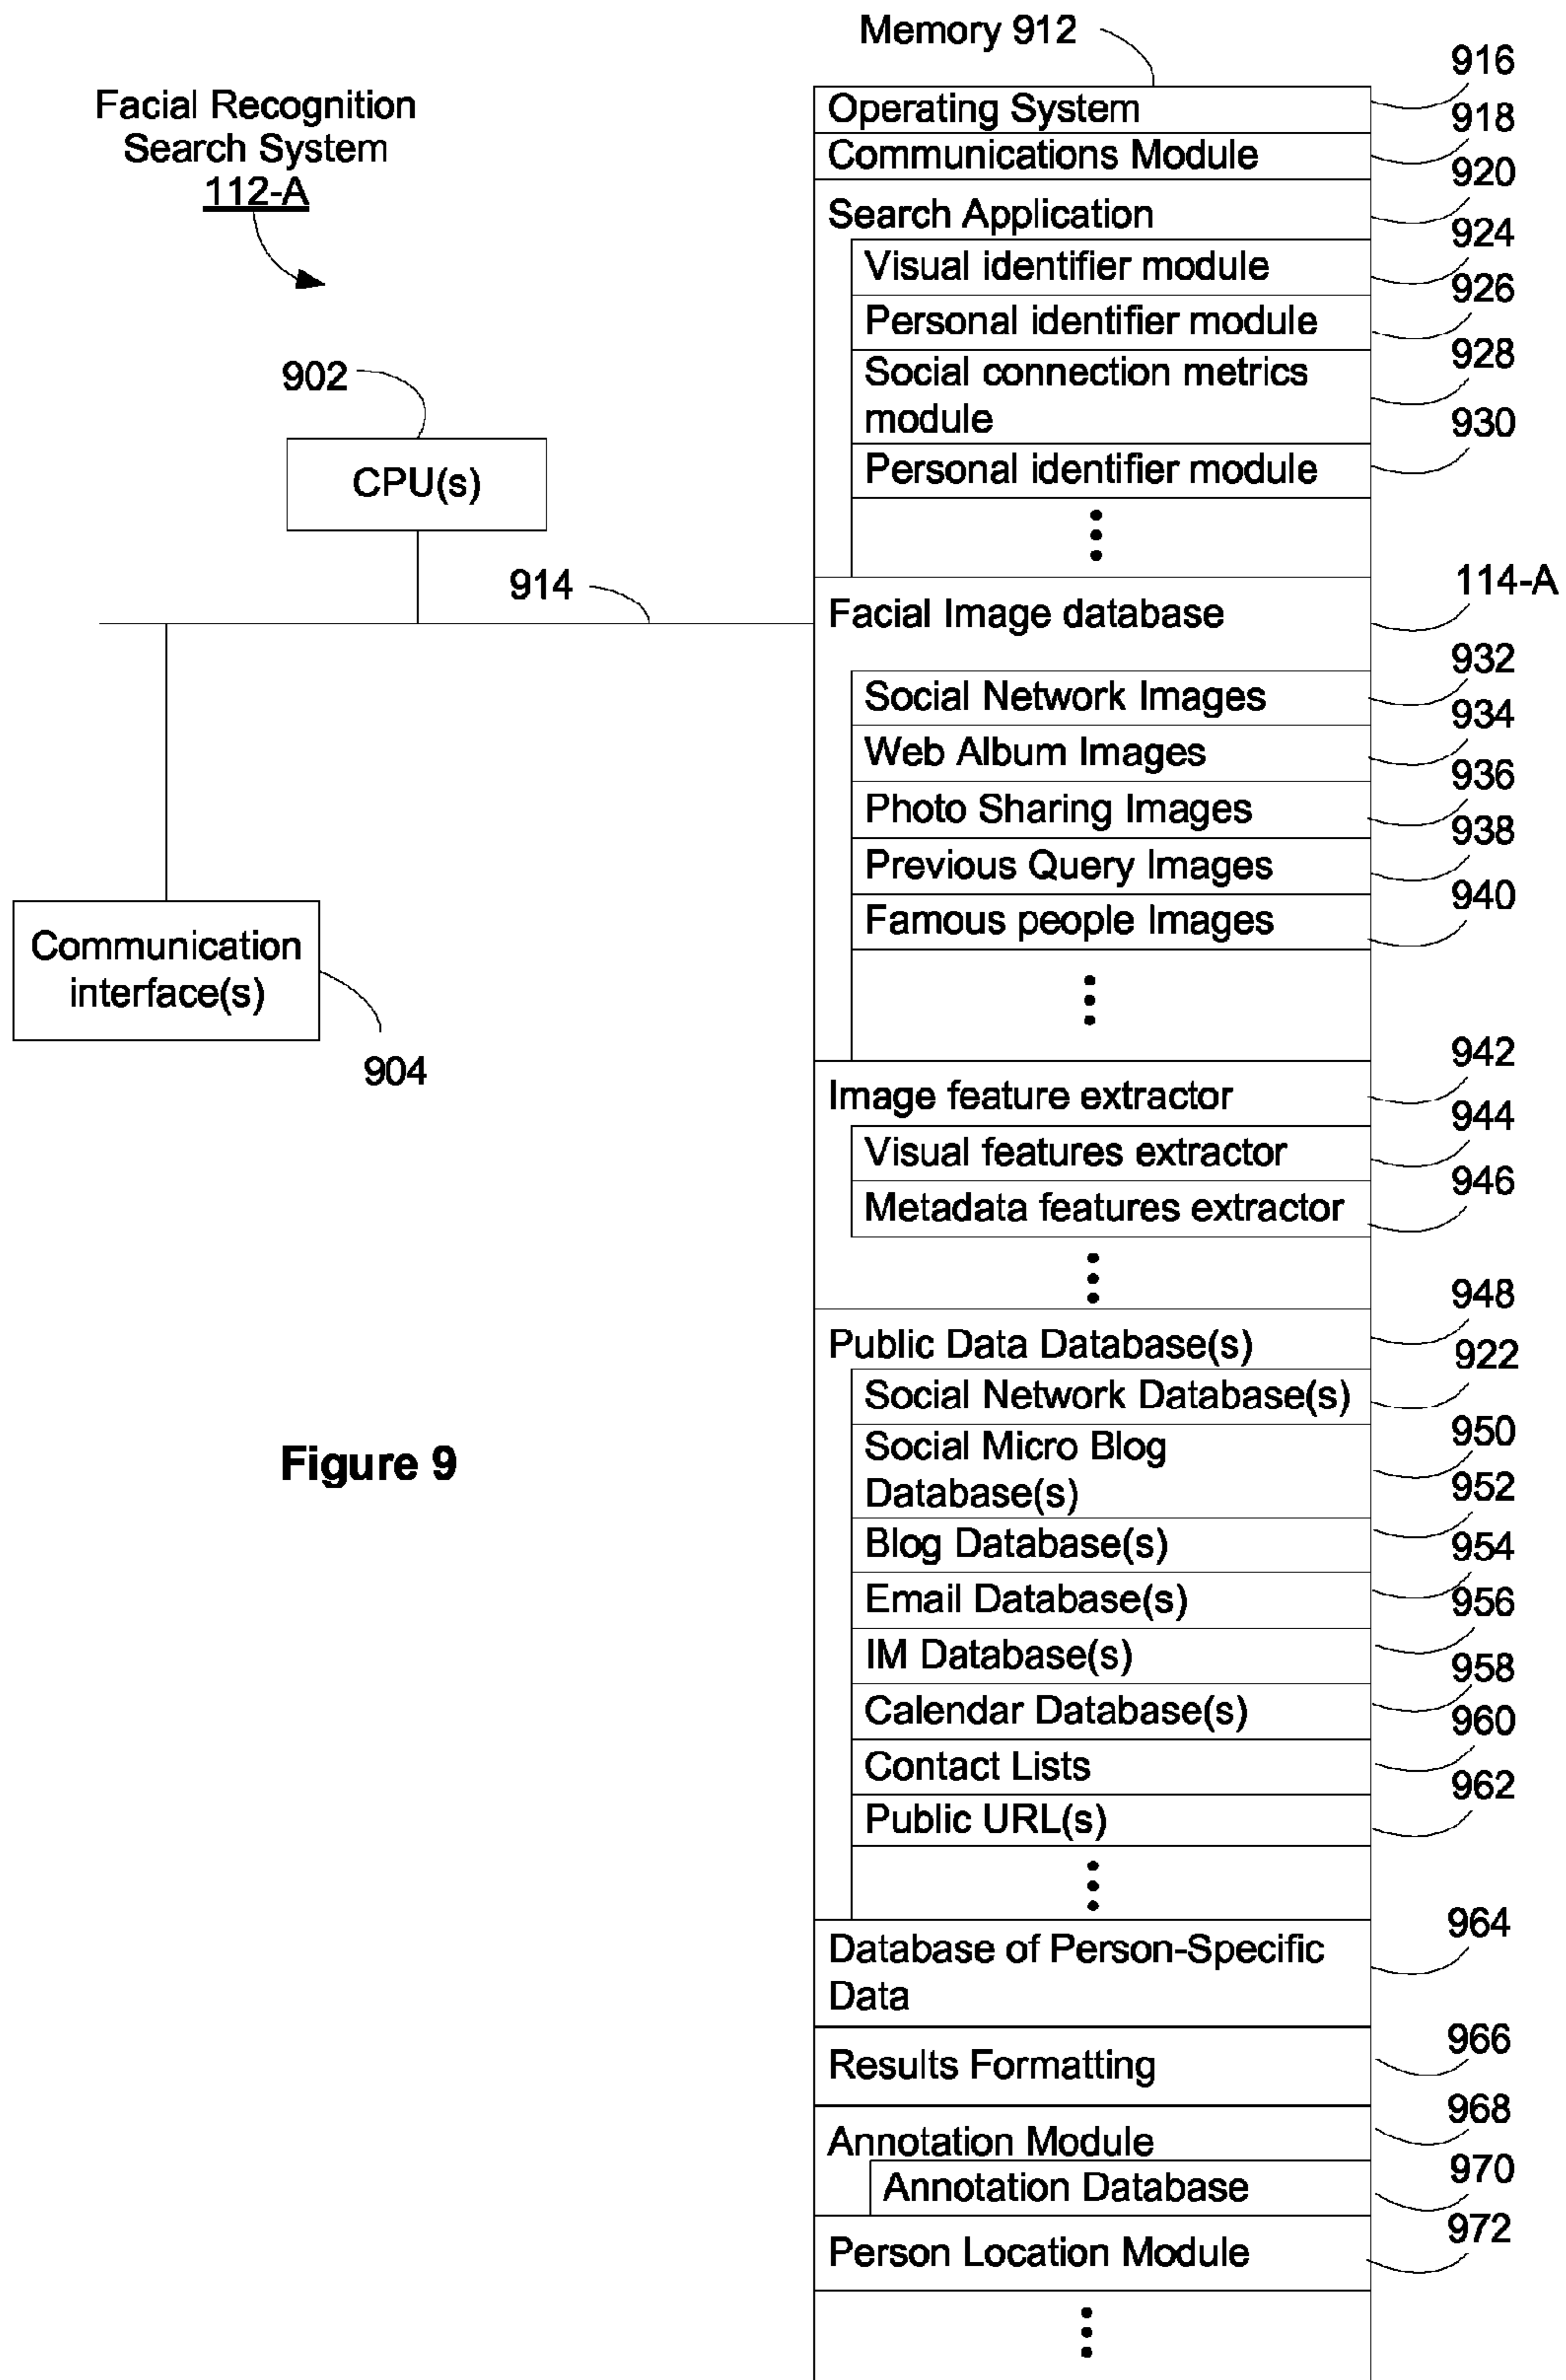 Memory 912
Facial Recognition
Search System
112-A
902
CPU(s)
914
Communication
interface(s)
904
Figure 9
Operating System
916
Communications Module
918
Search Application
920
Visual identifier module
924
Personal identifier module
926
Social connection metrics
module
928
Personal identifier module
930
Facial Image database
114-A
Social Network Images
932
Web Album Images
934
Photo Sharing Images
936
Previous Query Images
938
Famous people Images
940
Image feature extractor
942
Visual features extractor
944
Metadata features extractor
946
Public Data Database(s)
948
Social Network Database(s)
922
Social Micro Blog
Database(s)
950
Blog Database(s)
952
Email Database(s)
954
IM Database(s)
956
Calendar Database(s)
958
Contact Lists
960
Public URL(s)
962
Database of Person-Specific
Data
964
Results Formatting
966
Annotation Module
968
Annotation Database
970
Person Location Module
972